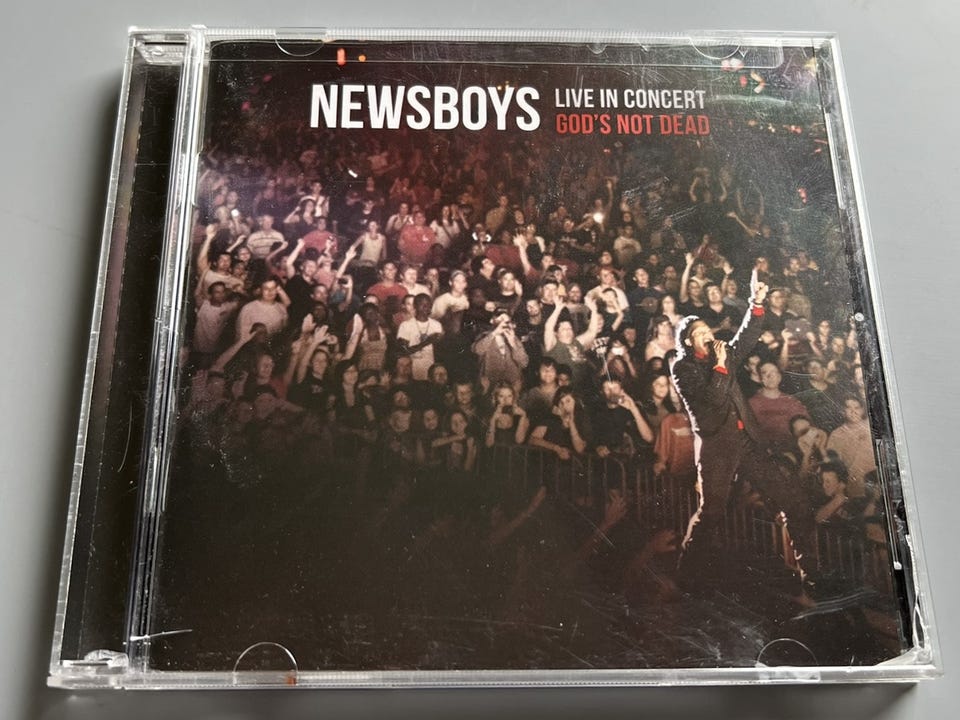 NEWSBOYS
LIVE IN CONCERT
GOD'S NOT DEAD